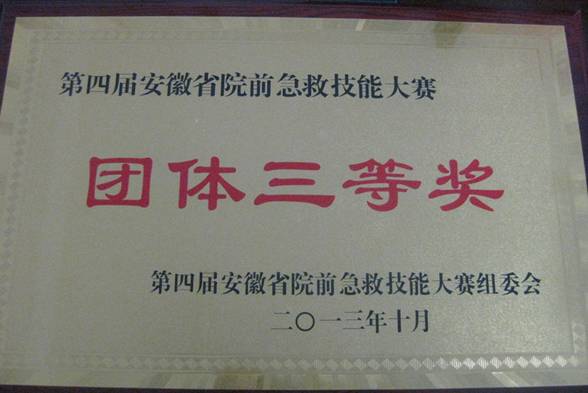 第四届安徽省院前急救技能大赛
团体三等奖
第四届安徽省院前急救技能大赛组委会
二〇一三年十月